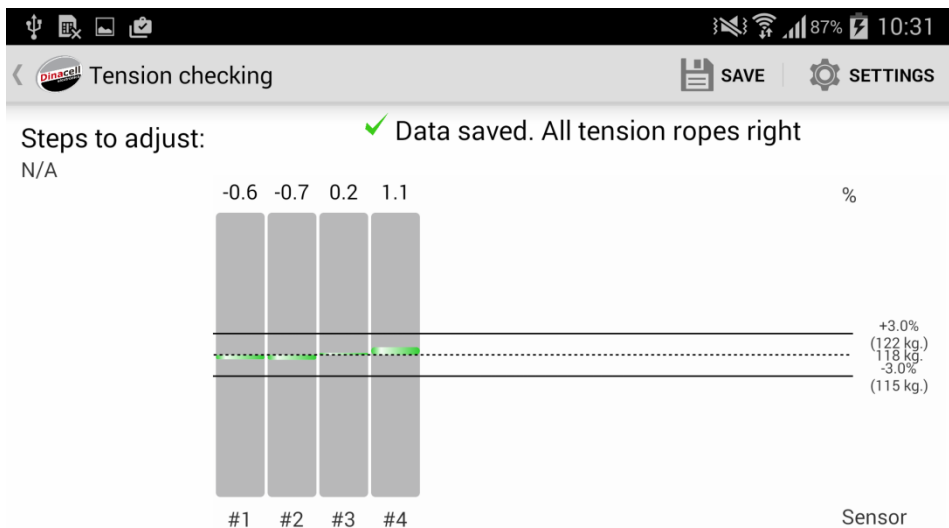 87% 10:31
Dinacell Tension checking SAVE SETTINGS
Steps to adjust:
✓ Data saved. All tension ropes right
N/A
-0.6 -0.7 0.2 1.1 %
+3.0%
(122 kg.)
118 kg.
-3.0%
(115 kg.)
#1 #2 #3 #4 Sensor